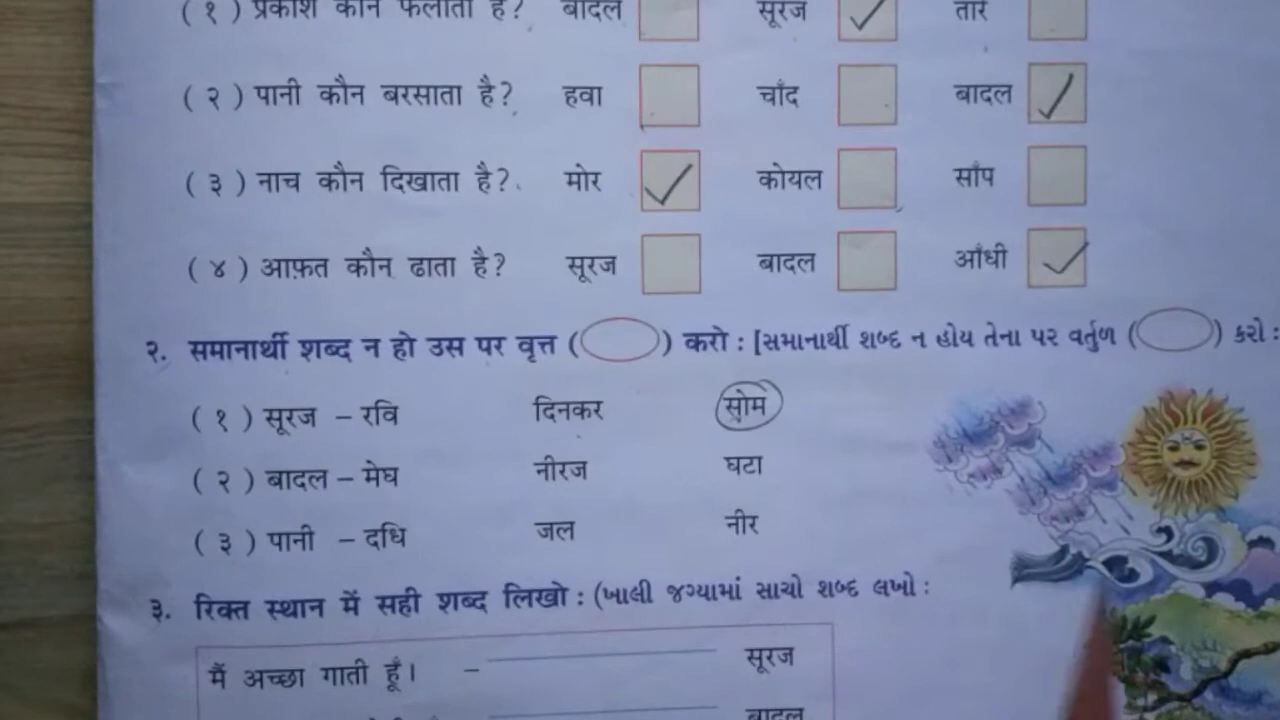 ( १ ) प्रकाश कौन फैलाता है? बादल सूरज तारे
( २ ) पानी कौन बरसाता है? हवा चाँद बादल
( ३ ) नाच कौन दिखाता है? मोर कोयल साँप
( ४ ) आफ़त कौन ढाता है? सूरज बादल आँधी
२. समानार्थी शब्द न हो उस पर वृत्त ( ) करो : [સમાનાર્થી શબ્દ ન હોય તેના પર વર્તુળ ( ) કરો :
( १ ) सूरज – रवि दिनकर सोम
( २ ) बादल – मेघ नीरज घटा
( ३ ) पानी – दधि जल नीर
३. रिक्त स्थान में सही शब्द लिखो : (ખાલી જગ્યામાં સાચો શબ્દ લખો :
मैं अच्छा गाती हूँ। – सूरज
बादल